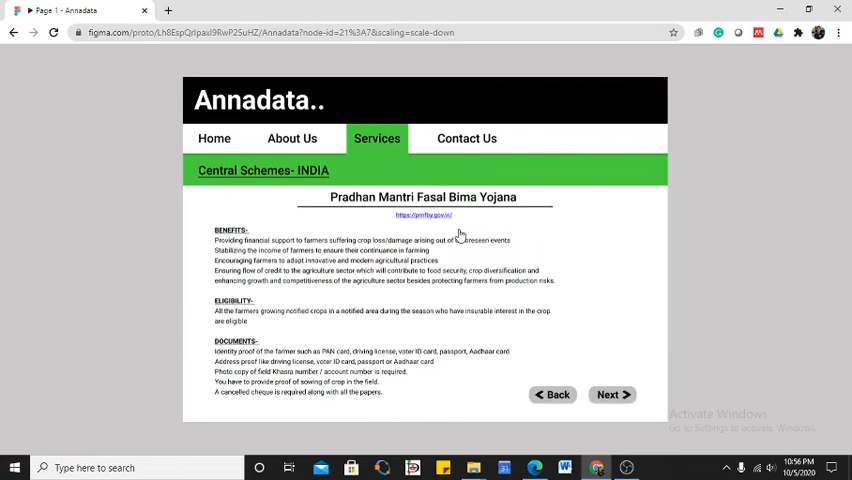 Page 1 - Annadata
figma.com/proto/Lh8EspQrlpaxI9RwP2SuHZ/Annadata?node-id=21%3A7&scaling=scale-down
Annadata..
Home About Us Services Contact Us
Central Schemes- INDIA
Pradhan Mantri Fasal Bima Yojana
https://pmfby.gov.in/
BENEFITS-
Providing financial support to farmers suffering crop loss/damage arising out of events
Stabilizing the income of farmers to ensure their continuance in farming
Encouraging farmers to adopt innovative and modern agricultural practices
Ensuring flow of credit to the agriculture sector which will contribute to food security, crop diversification and
enhancing growth and competitiveness of the agriculture sector besides protecting farmers from production risks.
ELIGIBILITY-
All the farmers growing notified crops in a notified area during the season who have insurable interest in the crop
are eligible
DOCUMENTS-
Identity proof of the farmer such as PAN card, driving license, voter ID card, passport, Aadhaar card.
Address proof like driving license, voter ID card, passport or Aadhaar card
Photo copy of field Khasra number / account number is required.
You have to provide proof of sowing of crop in the field.
A cancelled cheque is required along with all the papers.
Back Next
Activate Windows
Go to Settings to activate Windows.
Type here to search
10:56 PM
10/5/2020